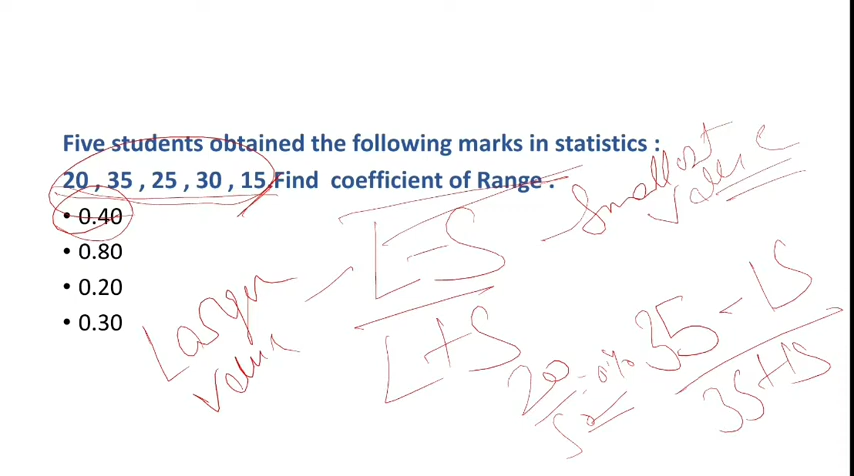 Five students obtained the following marks in statistics :
20 , 35 , 25 , 30 , 15.Find coefficient of Range .
• 0.40
• 0.80
• 0.20
• 0.30
Smallest
value
L-S
L+S
Larger
value
35-15
35+15
20
50